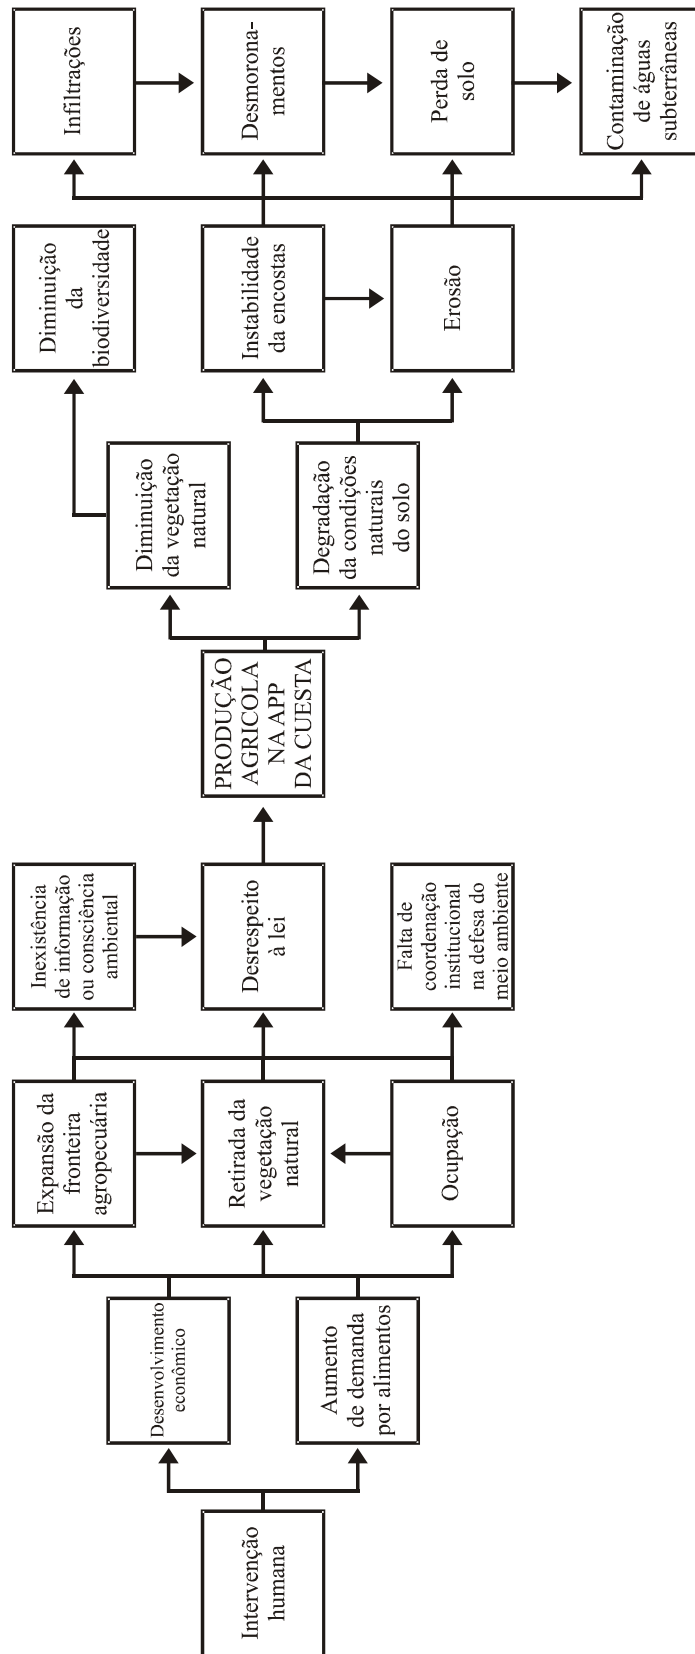 Intervenção
humana
Desenvolvimento
econômico
Aumento
de demanda
por alimentos
Expansão da
fronteira
agropecuária
Retirada da
vegetação
natural
Ocupação
Inexistência
de informação
ou consciência
ambiental
Desrespeito
à lei
Falta de
coordenação
institucional
na defesa do
meio ambiente
PRODUÇÃO
AGRICOLA
NA APP
DA CUESTA
Diminuição
da vegetação
natural
Degradação
da condições
naturais
do solo
Diminuição
da
biodiversidade
Instabilidade
da encostas
Erosão
Infiltrações
Desmorona-
mentos
Perda de
solo
Contaminação
de águas
subterrâneas